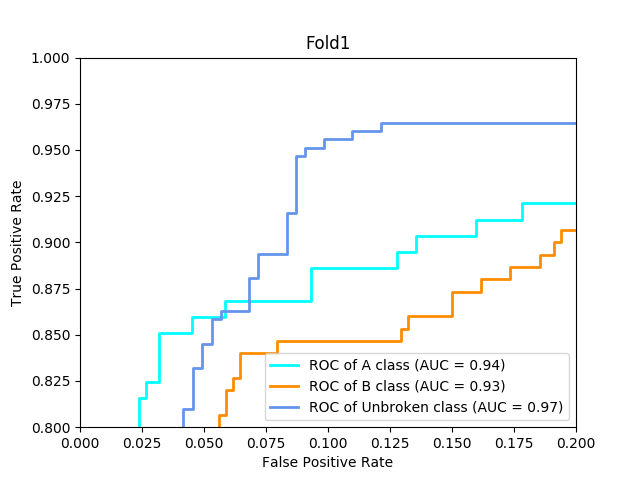 Fold1
True Positive Rate
1.000
0.975
0.950
0.925
0.900
0.875
0.850
0.825
0.800
ROC of A class (AUC = 0.94)
ROC of B class (AUC = 0.93)
ROC of Unbroken class (AUC = 0.97)
0.000 0.025 0.050 0.075 0.100 0.125 0.150 0.175 0.200
False Positive Rate